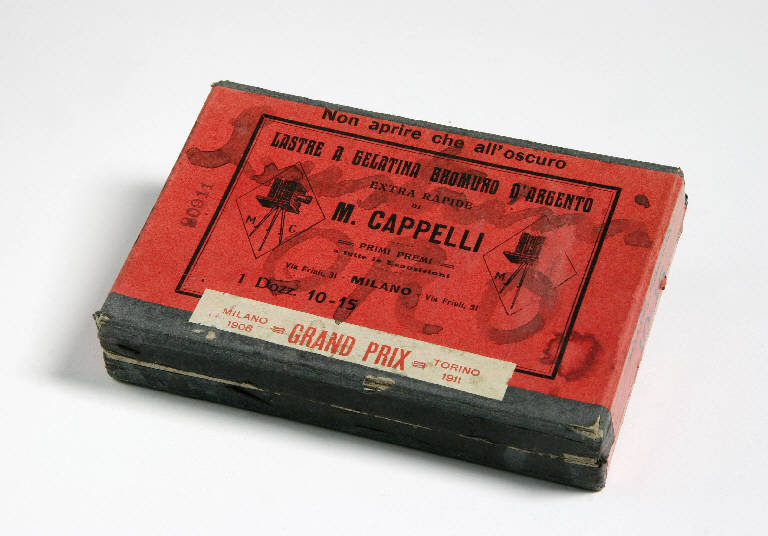 Non aprire che all'oscuro
LASTRE A GELATINA BROMURO D'ARGENTO
EXTRA RAPIDE
DI
M. CAPPELLI
PRIMI PREMI
a tutte le Esposizioni
Via Friuli, 31 - MILANO - Via Friuli, 31
1 Dozz. 10-15
20911
M C
M
MILANO 1906
GRAND PRIX
TORINO 1911